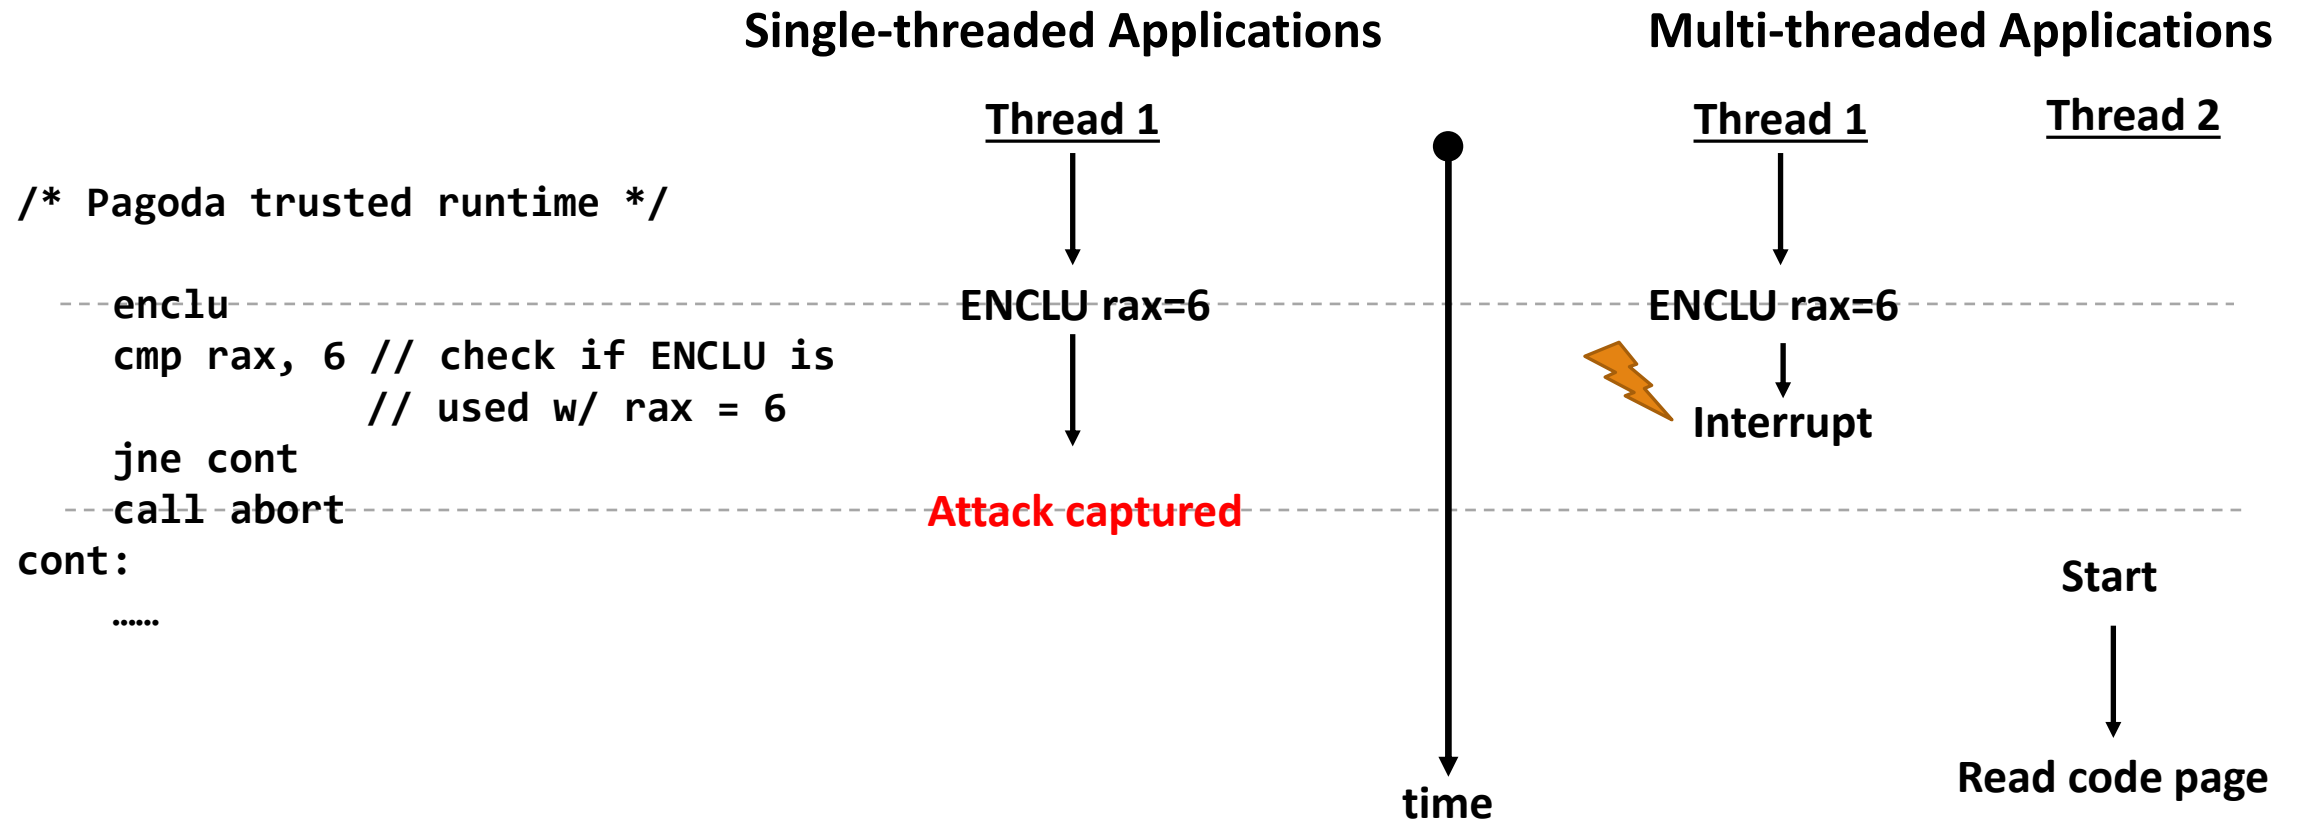 Single-threaded Applications
Multi-threaded Applications
Thread 1
Thread 1
Thread 2
/* Pagoda trusted runtime */
enclu
ENCLU rax=6
ENCLU rax=6
cmp rax, 6 // check if ENCLU is
// used w/ rax = 6
Interrupt
jne cont
call abort
Attack captured
cont:
Start
......
Read code page
time